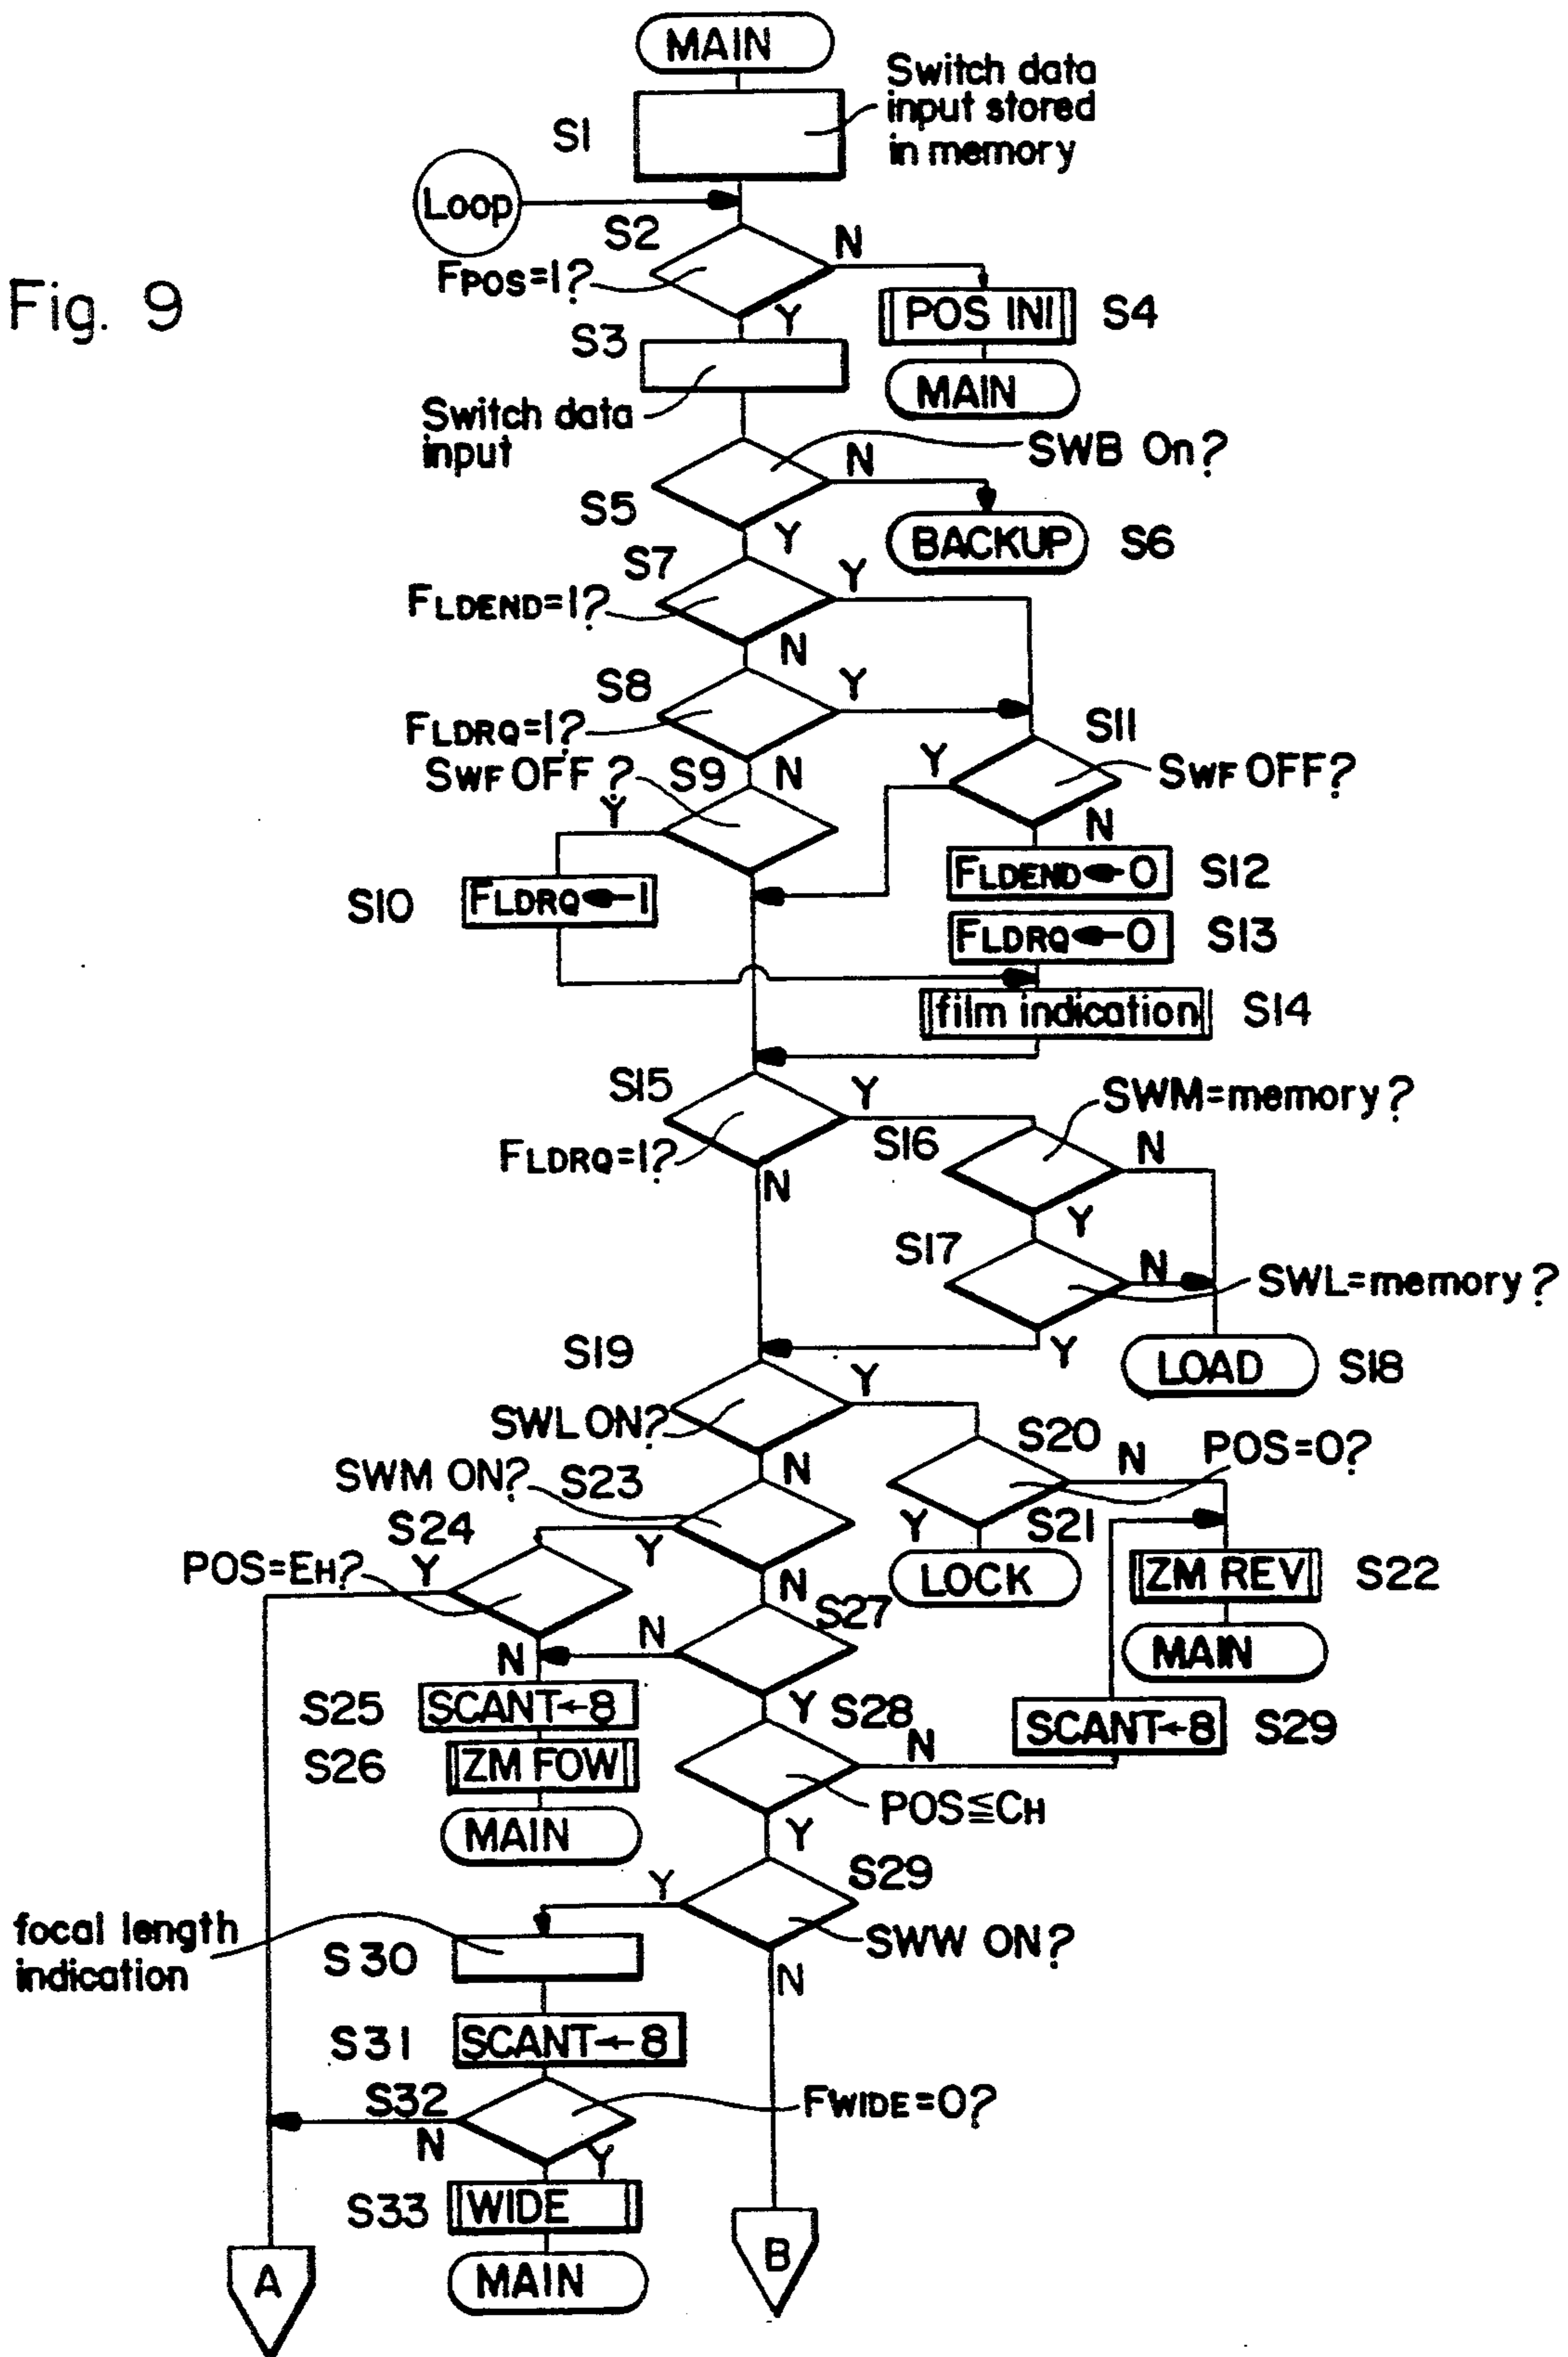 MAIN
Switch data
input stored
in memory
S1
Loop
S2
N
FPOS=1?
Fig. 9
POS INI
S4
Y
S3
MAIN
Switch data
input
SWB On?
N
S5
BACKUP
S6
Y
S7
Y
FLDEND=1?
N
S8
Y
FLDRQ=1?
S11
SWF OFF?
S9
N
Y
SWF OFF?
Y
N
FLDEND←0
S12
S10
FLDRQ←1
FLDRQ←0
S13
film indication
S14
S15
Y
SWM=memory?
FLDRQ=1?
S16
N
N
Y
S17
N
SWL=memory?
S19
Y
LOAD
S18
Y
SWL ON?
S20
N
POS=0?
SWM ON?
S23
N
S24
Y
S21
POS=EH?
Y
Y
LOCK
ZM REV
S22
N
S27
N
N
MAIN
S25
SCANT←8
Y
S28
SCANT←8
S29
S26
ZM FOW
N
POS≦CH
MAIN
Y
Y
S29
focal length
indication
S30
SWW ON?
N
S31
SCANT←8
S32
FWIDE=0?
N
Y
S33
WIDE
MAIN
A
B